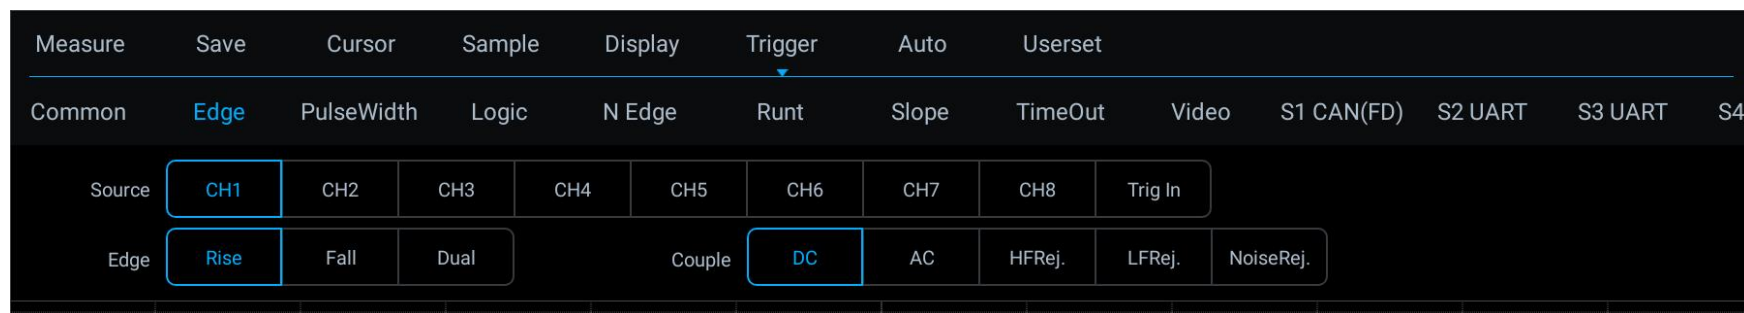 Measure Save Cursor Sample Display Trigger Auto Userset
Common Edge PulseWidth Logic N Edge Runt Slope TimeOut Video S1 CAN(FD) S2 UART S3 UART S4
Source CH1 CH2 CH3 CH4 CH5 CH6 CH7 CH8 Trig In
Edge Rise Fall Dual Couple DC AC HFRej. LFRej. NoiseRej.